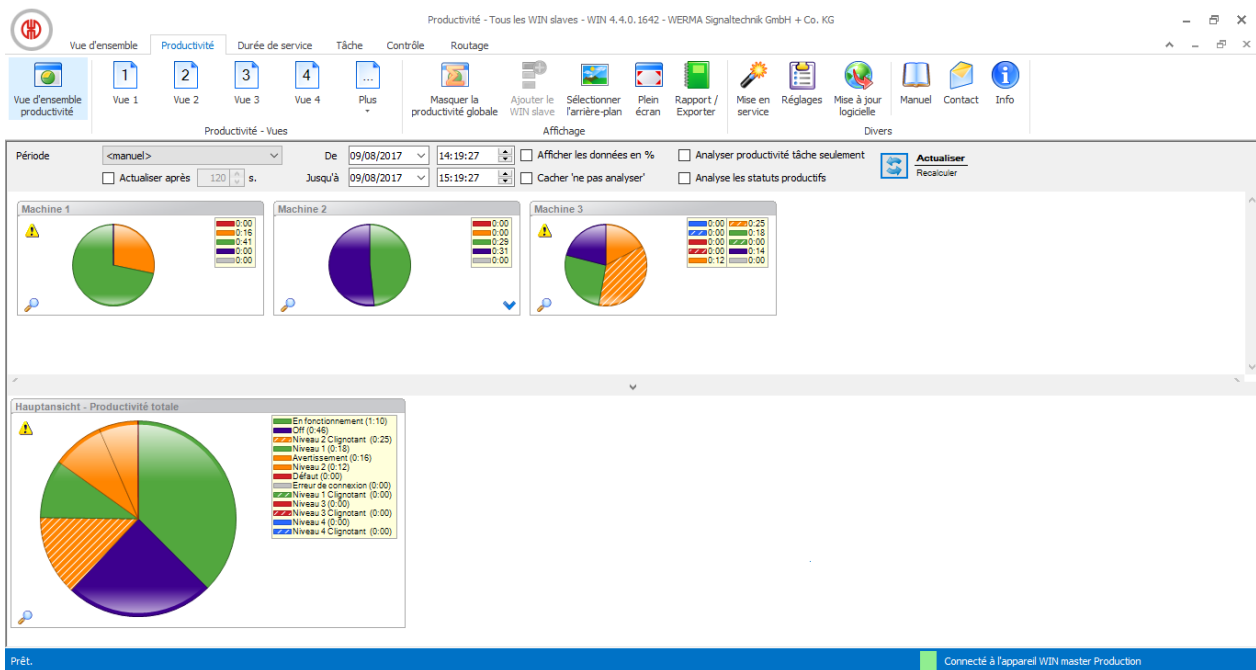 Productivité - Tous les WIN slaves - WIN 4.4.0.1642 - WERMA Signaltechnik GmbH + Co. KG
Vue d'ensemble Productivité Durée de service Tâche Contrôle Routage
1 2 3 4 ...
Vue d'ensemble productivité
Vue 1
Vue 2
Vue 3
Vue 4
Plus
Masquer la productivité globale
Ajouter le WIN slave
Sélectionner l'arrière-plan
Plein écran
Rapport / Exporter
Mise en service
Réglages
Mise à jour logicielle
Manuel
Contact
Info
Productivité - Vues
Affichage
Divers
Période <manuel> De 09/08/2017 14:19:27 Afficher les données en % Analyser productivité tâche seulement Actualiser
Actualiser après 120 s. Jusqu'à 09/08/2017 15:19:27 Cacher 'ne pas analyser' Analyse les statuts productifs Recalculer
Machine 1
0:00
0:16
0:41
0:00
0:00
Machine 2
0:00
0:00
0:29
0:31
0:00
Machine 3
0:00 0:25
0:00 0:18
0:00 0:00
0:00 0:14
0:12 0:00
Hauptansicht - Productivité totale
En fonctionnement (1:10)
Off (0:46)
Niveau 2 Clignotant (0:25)
Niveau 1 (0:18)
Avertissement (0:16)
Niveau 2 (0:12)
Défaut (0:00)
Erreur de connexion (0:00)
Niveau 1 Clignotant (0:00)
Niveau 3 (0:00)
Niveau 3 Clignotant (0:00)
Niveau 4 (0:00)
Niveau 4 Clignotant (0:00)
Prêt.
Connecté à l'appareil WIN master Production